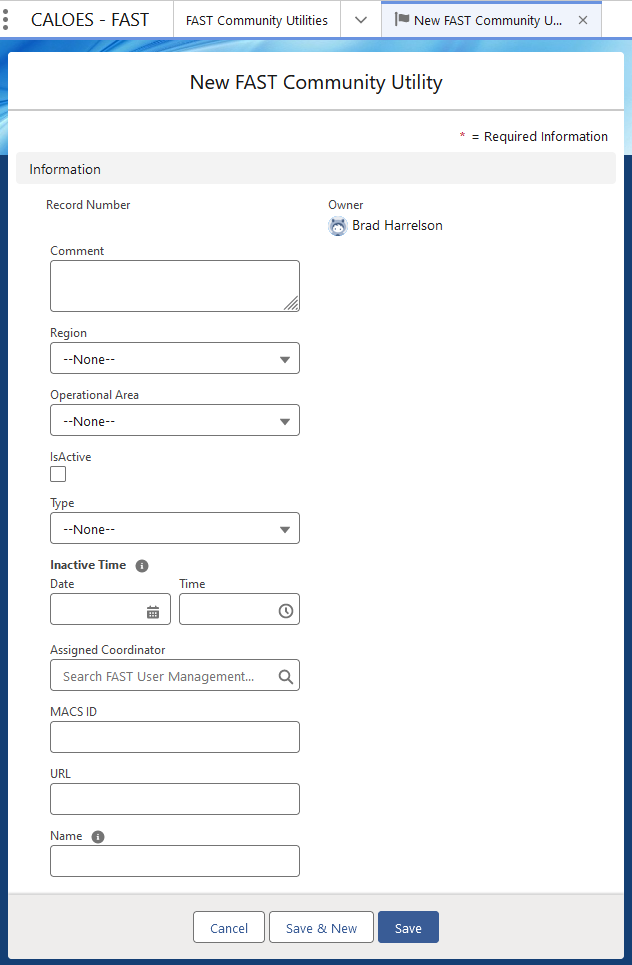 CALOES - FAST
FAST Community Utilities
New FAST Community U...
New FAST Community Utility
* = Required Information
Information
Record Number
Owner
Brad Harrelson
Comment
Region
--None--
Operational Area
--None--
IsActive
Type
--None--
Inactive Time
Date
Time
Assigned Coordinator
Search FAST User Management...
MACS ID
URL
Name
Cancel
Save & New
Save